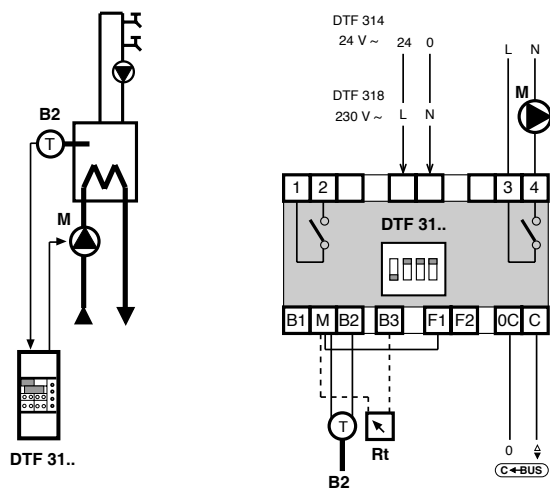 B2
T
M
DTF 31..
DTF 314
24 V ~ 24 0
DTF 318
230 V ~ L N
L N
M
1 2 3 4
DTF 31..
B1 M B2 B3 F1 F2 0C C
T
Rt
B2
0
C BUS